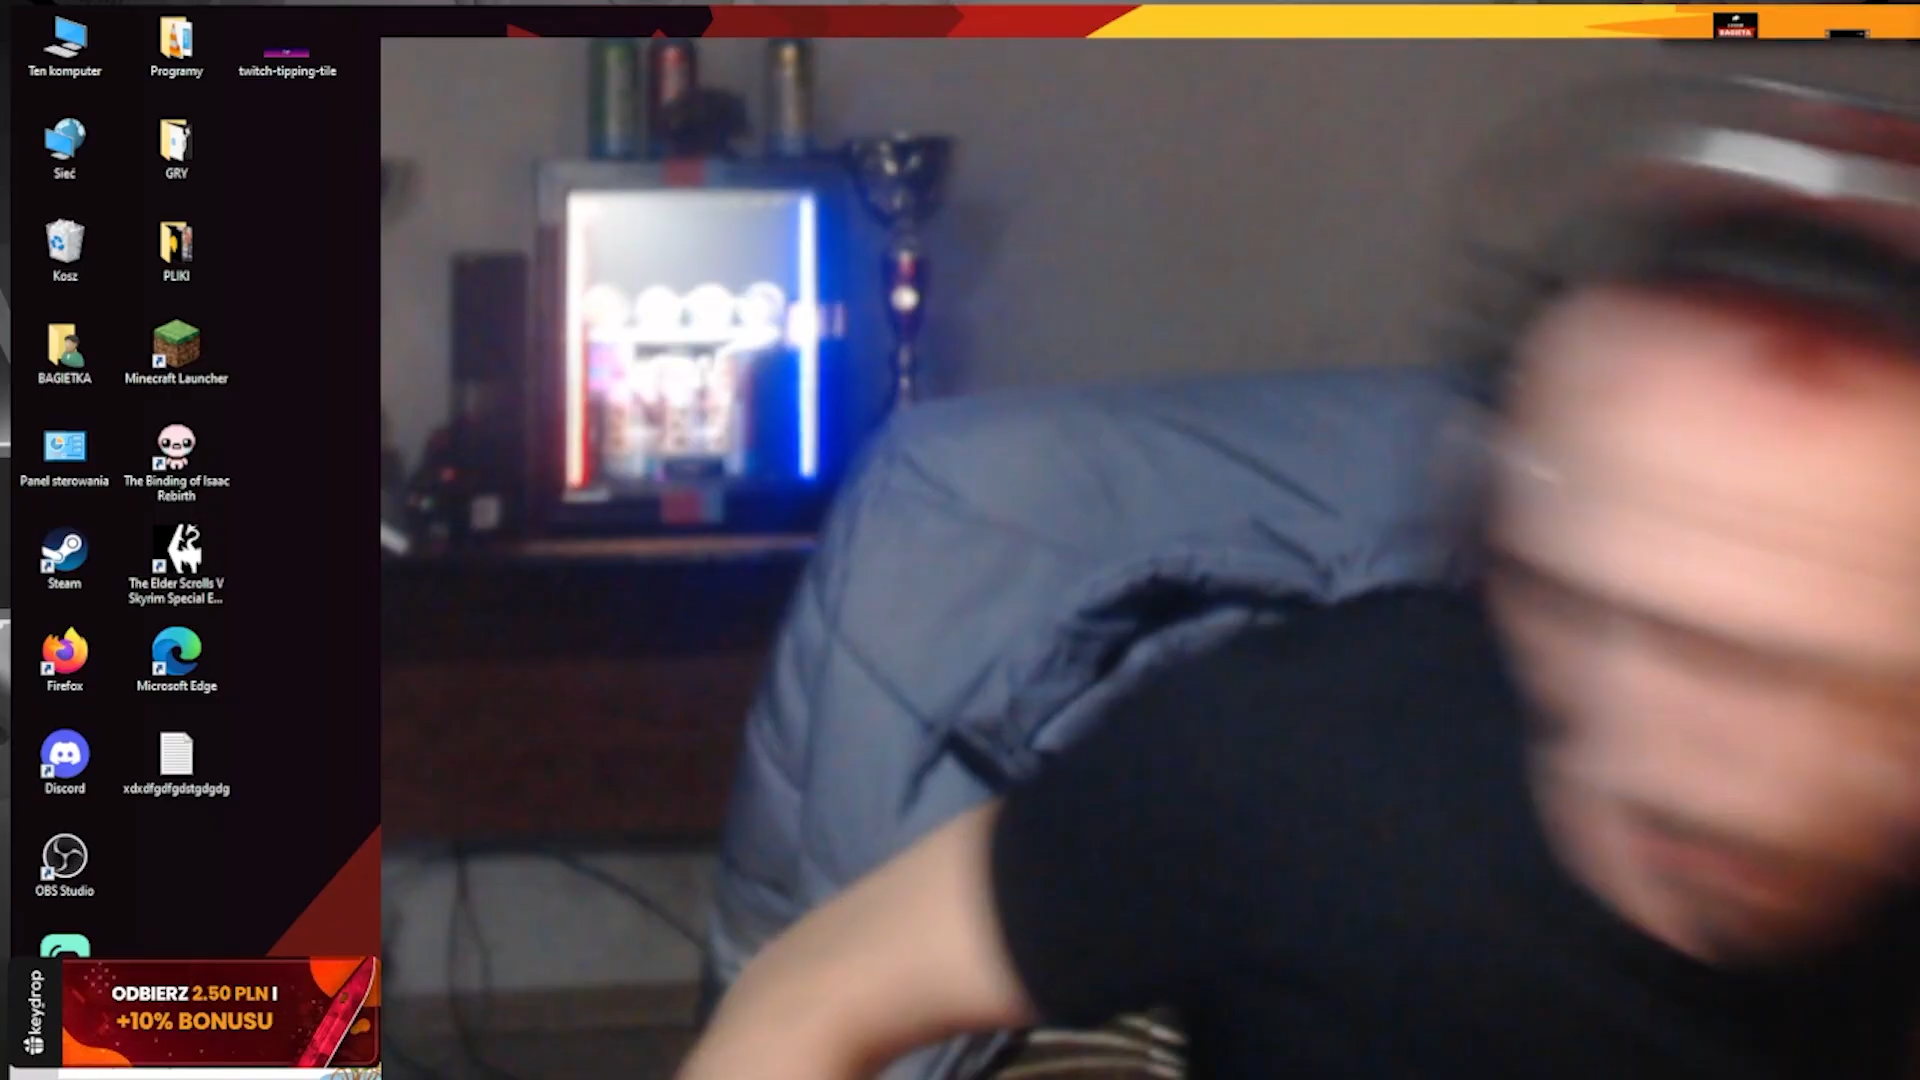 Ten komputer
Programy
twitch-tipping-tile
Sieć
GRY
Kosz
PLIKI
BAGIETKA
Minecraft Launcher
Panel sterowania
The Binding of Isaac
Rebirth
Steam
The Elder Scrolls V
Skyrim Special E...
Firefox
Microsoft Edge
Discord
xdxdfgdfgdstgdgdg
OBS Studio
keydrop
ODBIERZ 2.50 PLN I
+10% BONUSU
BAGIETA